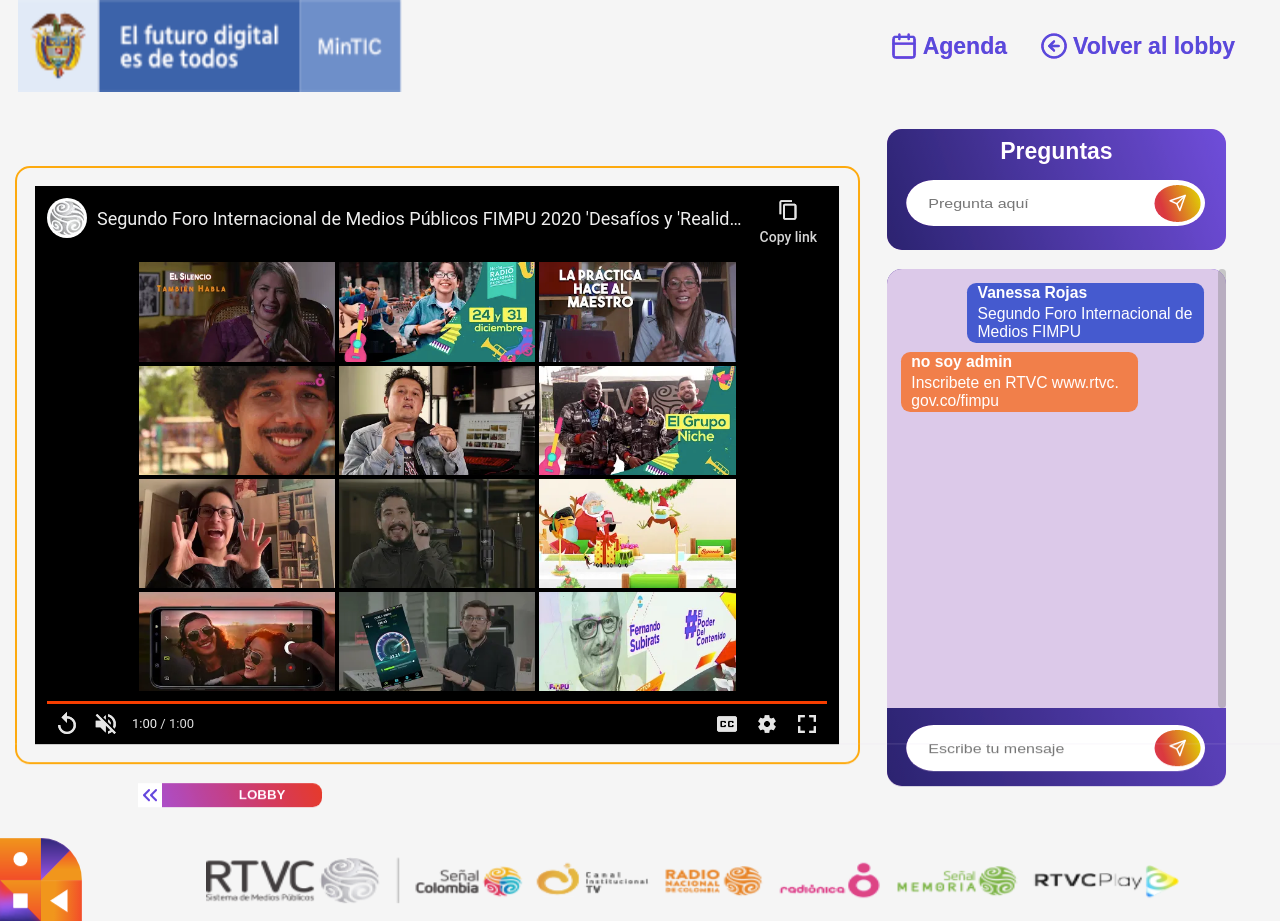 El futuro digital
es de todos
MinTIC
Agenda
Volver al lobby
Segundo Foro Internacional de Medios Públicos FIMPU 2020 'Desafíos y 'Realid...
Copy link
EL SILENCIO
TAMBIÉN HABLA
RADIO
NACIONAL
24 y 31
diciembre
LA PRÁCTICA
HACE AL
MAESTRO
El Grupo
Niche
Fernando
Subirats
#El
Poder
Del
Contenido
FIMPU
1:00 / 1:00
CC
LOBBY
Preguntas
Pregunta aquí
Vanessa Rojas
Segundo Foro Internacional de
Medios FIMPU
no soy admin
Inscribete en RTVC www.rtvc.
gov.co/fimpu
Escribe tu mensaje
RTVC
Sistema de Medios Públicos
Señal
Colombia
Canal
Institucional
TV
RADIO
NACIONAL
DE COLOMBIA
radiónica
Señal
MEMORIA
RTVCPlay